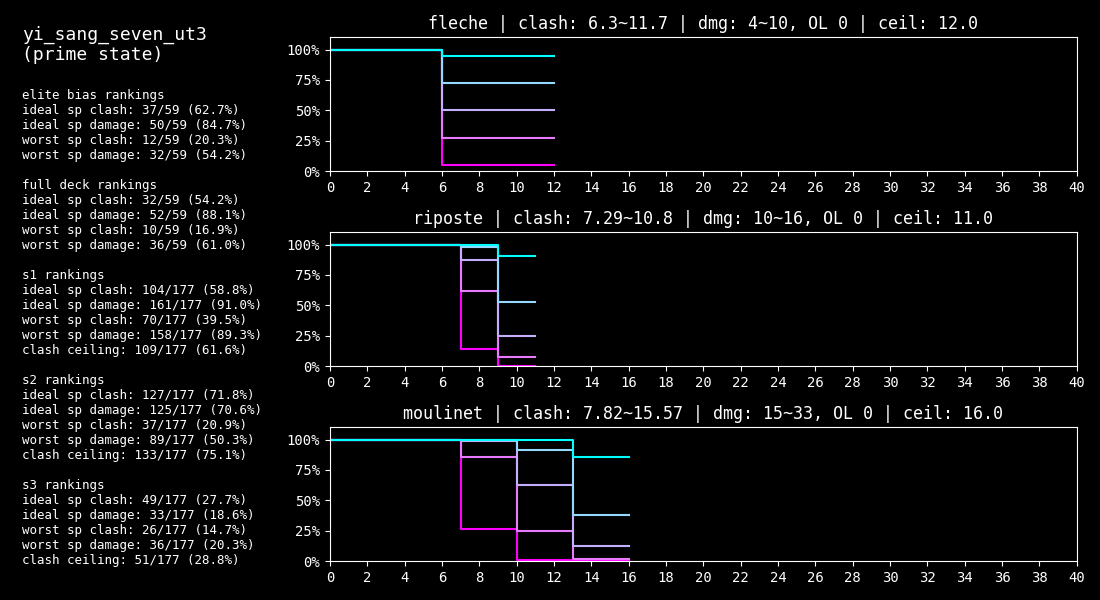 yi_sang_seven_ut3
(prime state)
elite bias rankings
ideal sp clash: 37/59 (62.7%)
ideal sp damage: 50/59 (84.7%)
worst sp clash: 12/59 (20.3%)
worst sp damage: 32/59 (54.2%)
full deck rankings
ideal sp clash: 32/59 (54.2%)
ideal sp damage: 52/59 (88.1%)
worst sp clash: 10/59 (16.9%)
worst sp damage: 36/59 (61.0%)
s1 rankings
ideal sp clash: 104/177 (58.8%)
ideal sp damage: 161/177 (91.0%)
worst sp clash: 70/177 (39.5%)
worst sp damage: 158/177 (89.3%)
clash ceiling: 109/177 (61.6%)
s2 rankings
ideal sp clash: 127/177 (71.8%)
ideal sp damage: 125/177 (70.6%)
worst sp clash: 37/177 (20.9%)
worst sp damage: 89/177 (50.3%)
clash ceiling: 133/177 (75.1%)
s3 rankings
ideal sp clash: 49/177 (27.7%)
ideal sp damage: 33/177 (18.6%)
worst sp clash: 26/177 (14.7%)
worst sp damage: 36/177 (20.3%)
clash ceiling: 51/177 (28.8%)
fleche | clash: 6.3~11.7 | dmg: 4~10, OL 0 | ceil: 12.0
100%
75%
50%
25%
0%
0 2 4 6 8 10 12 14 16 18 20 22 24 26 28 30 32 34 36 38 40
riposte | clash: 7.29~10.8 | dmg: 10~16, OL 0 | ceil: 11.0
100%
75%
50%
25%
0%
0 2 4 6 8 10 12 14 16 18 20 22 24 26 28 30 32 34 36 38 40
moulinet | clash: 7.82~15.57 | dmg: 15~33, OL 0 | ceil: 16.0
100%
75%
50%
25%
0%
0 2 4 6 8 10 12 14 16 18 20 22 24 26 28 30 32 34 36 38 40